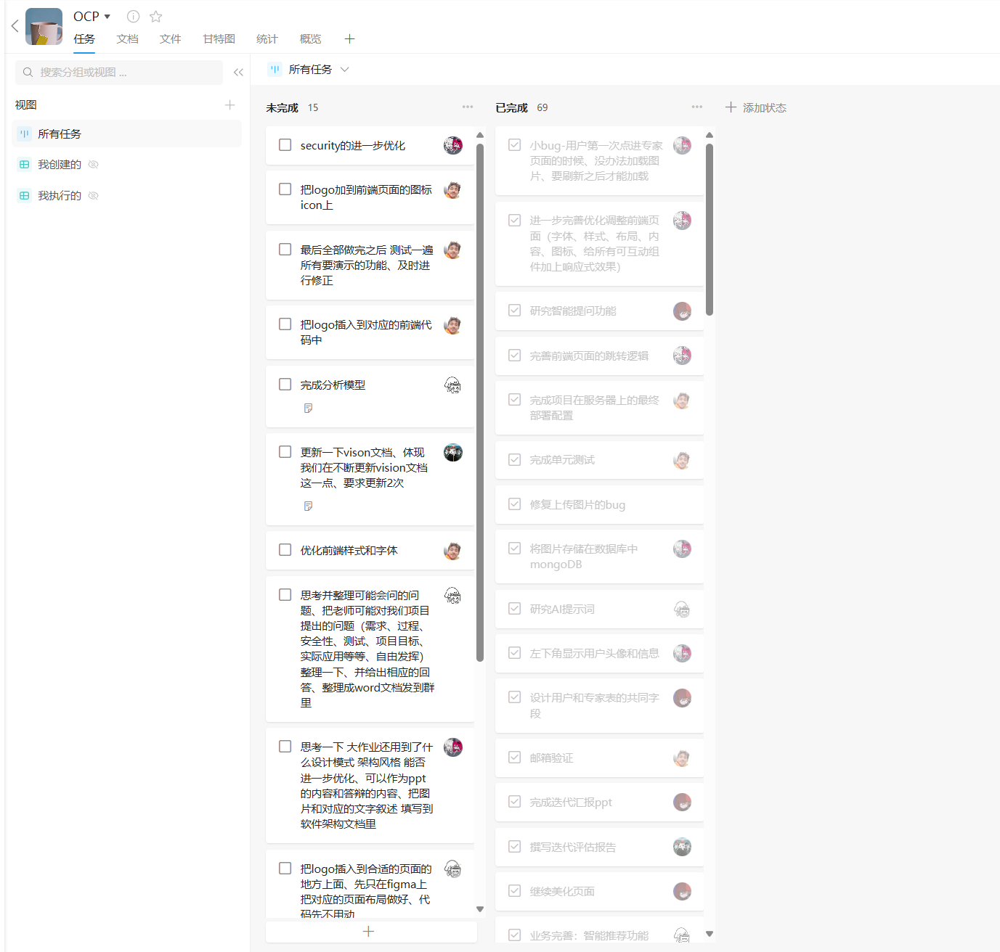 OCP
任务 文档 文件 甘特图 统计 概览
搜索分组或视图 ...
所有任务
视图
所有任务
我创建的
我执行的
未完成 15
security的进一步优化
把logo加到前端页面的图标
icon上
最后全部做完之后 测试一遍
所有要演示的功能、及时进
行修正
把logo插入到对应的前端代
码中
完成分析模型
更新一下vison文档、体现
我们在不断更新vision文档
这一点、要求更新2次
优化前端样式和字体
思考并整理可能会问的问
题、把老师可能对我们项目
提出的问题（需求、过程、
安全性、测试、项目目标、
实际应用等等、自由发挥）
整理一下、并给出相应的回
答、整理成word文档发到群
里
思考一下 大作业还用到了什
么设计模式 架构风格 能否
进一步优化、可以作为ppt
的内容和答辩的内容、把图
片和对应的文字叙述 填写到
软件架构文档里
把logo插入到合适的页面的
地方上面、先只在figma上
把对应的页面布局做好、代
码先不用动
已完成 69
小bug-用户第一次点进专家
页面的时候、没办法加载图
片、要刷新之后才能加载
进一步完善优化调整前端页
面（字体、样式、布局、内
容、图标、给所有可互动组
件加上响应式效果）
研究智能提问功能
完善前端页面的跳转逻辑
完成项目在服务器上的最终
部署配置
完成单元测试
修复上传图片的bug
将图片存储在数据库中
mongoDB
研究AI提示词
左下角显示用户头像和信息
设计用户和专家表的共同字
段
邮箱验证
完成迭代汇报ppt
撰写迭代评估报告
继续美化页面
业务完善：智能推荐功能
添加状态